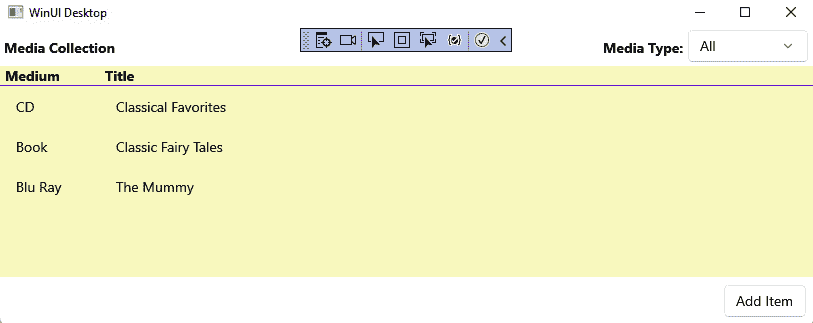 WinUI Desktop
Media Collection Media Type: All
Medium Title
CD Classical Favorites
Book Classic Fairy Tales
Blu Ray The Mummy
Add Item